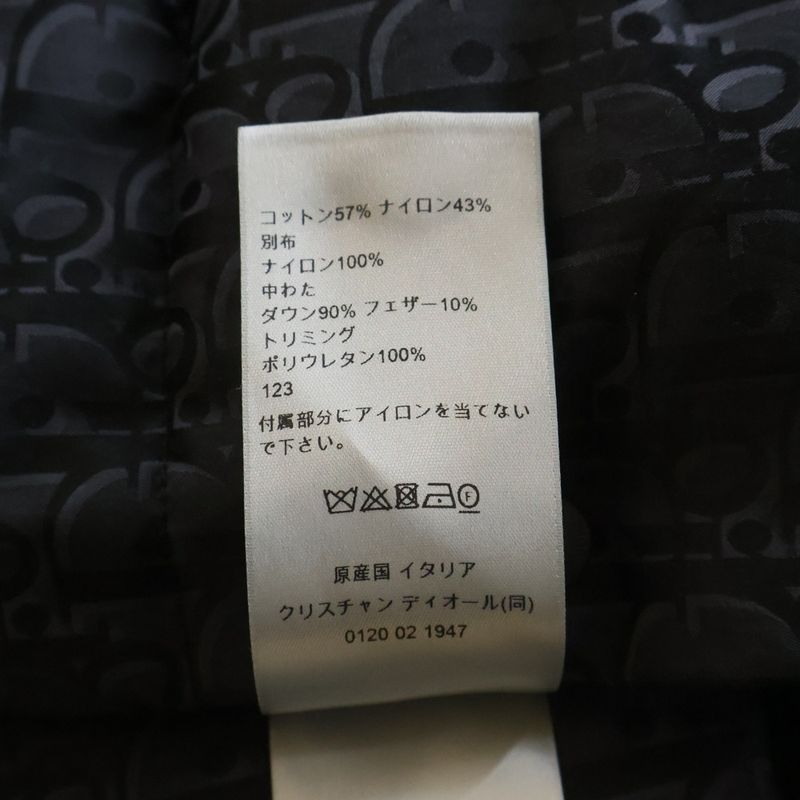 コットン57% ナイロン43%
別布
ナイロン100%
中わた
ダウン90% フェザー10%
トリミング
ポリウレタン100%
123
付属部分にアイロンを当てない
で下さい。
F
原産国 イタリア
クリスチャン ディオール(同)
0120 02 1947